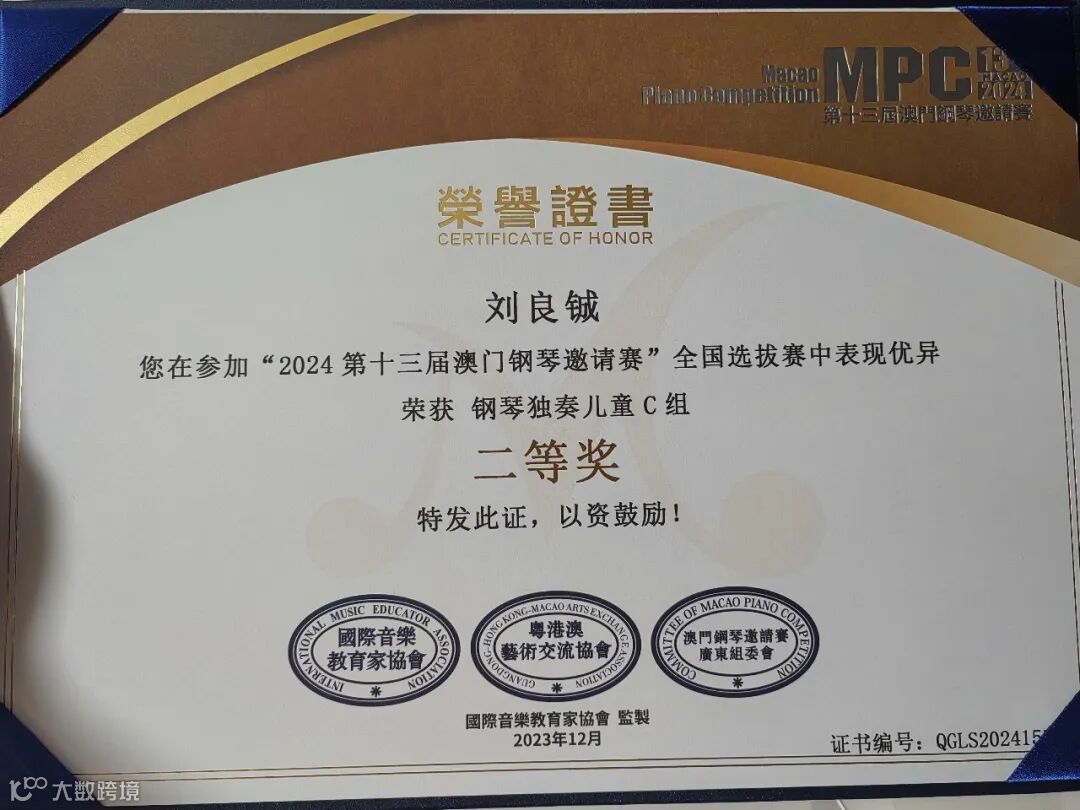 Macao
Piano Competition
MPC
13
MACAO
2024
第十三屆澳門鋼琴邀請賽
榮譽證書
CERTIFICATE OF HONOR
刘良铖
您在参加“2024 第十三届澳门钢琴邀请赛”全国选拔赛中表现优异
荣获 钢琴独奏儿童 C 组
二等奖
特发此证，以资鼓励！
INTERNATIONAL MUSIC EDUCATOR ASSOCIATION
國際音樂
教育家協會
GUANGDONG-HONG KONG-MACAO ARTS EXCHANGE ASSOCIATION
粵港澳
藝術交流協會
COMMITTEE OF MACAO PIANO COMPETITION
澳門鋼琴邀請賽
廣東組委會
國際音樂教育家協會 監製
2023年12月
证书编号：QGLS202415
大数跨境